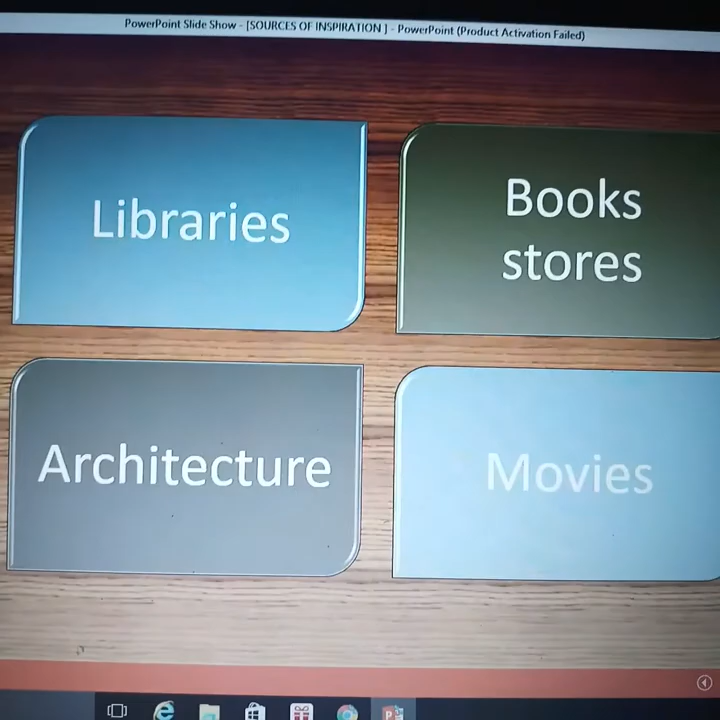 PowerPoint Slide Show - [SOURCES OF INSPIRATION ] - PowerPoint (Product Activation Failed)
Libraries
Books
stores
Architecture
Movies